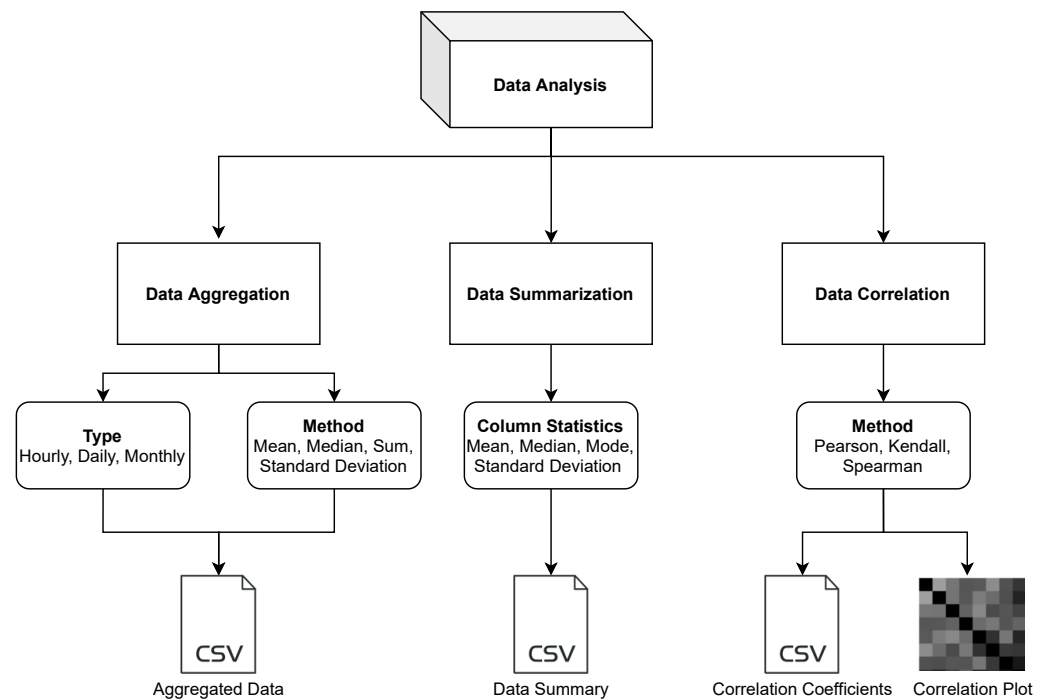 Data Analysis
Data Aggregation
Data Summarization
Data Correlation
Type
Hourly, Daily, Monthly
Method
Mean, Median, Sum,
Standard Deviation
Column Statistics
Mean, Median, Mode,
Standard Deviation
Method
Pearson, Kendall,
Spearman
CSV
Aggregated Data
CSV
Data Summary
CSV
Correlation Coefficients
Correlation Plot